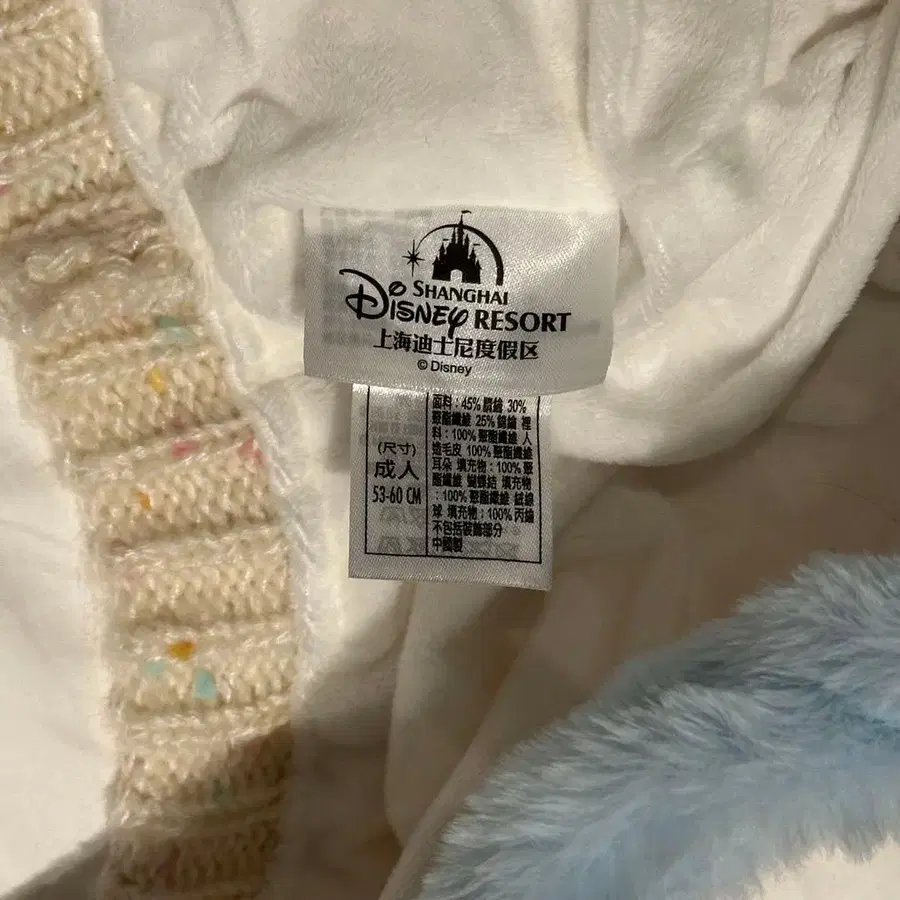 SHANGHAI
DISNEY RESORT
上海迪士尼度假区
© Disney
(尺寸)
成人
53-60 CM
面料:45% 腈綸 30%
聚酯纖維 25% 錦綸 裡
料:100% 聚酯纖維 人
造毛皮 100% 聚酯纖維
耳朵 填充物:100% 聚
酯纖維 蝴蝶結 填充物
:100% 聚酯纖維 絨線
球 填充物:100% 丙綸
不包括裝飾部分
中國製